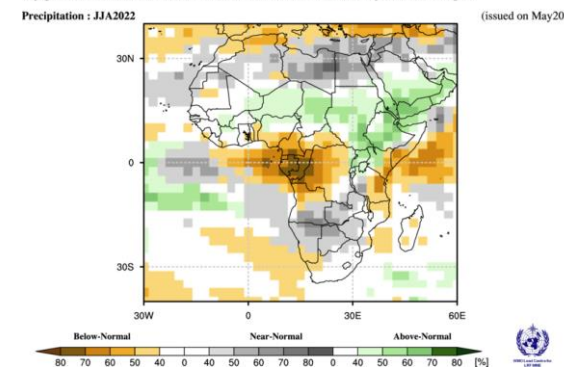 Precipitation : JJA2022 (issued on May20
30N
0
30S
30W 0 30E 60E
Below-Normal Near-Normal Above-Normal
80 70 60 50 40 0 40 50 60 70 80 0 40 50 60 70 80 [%]